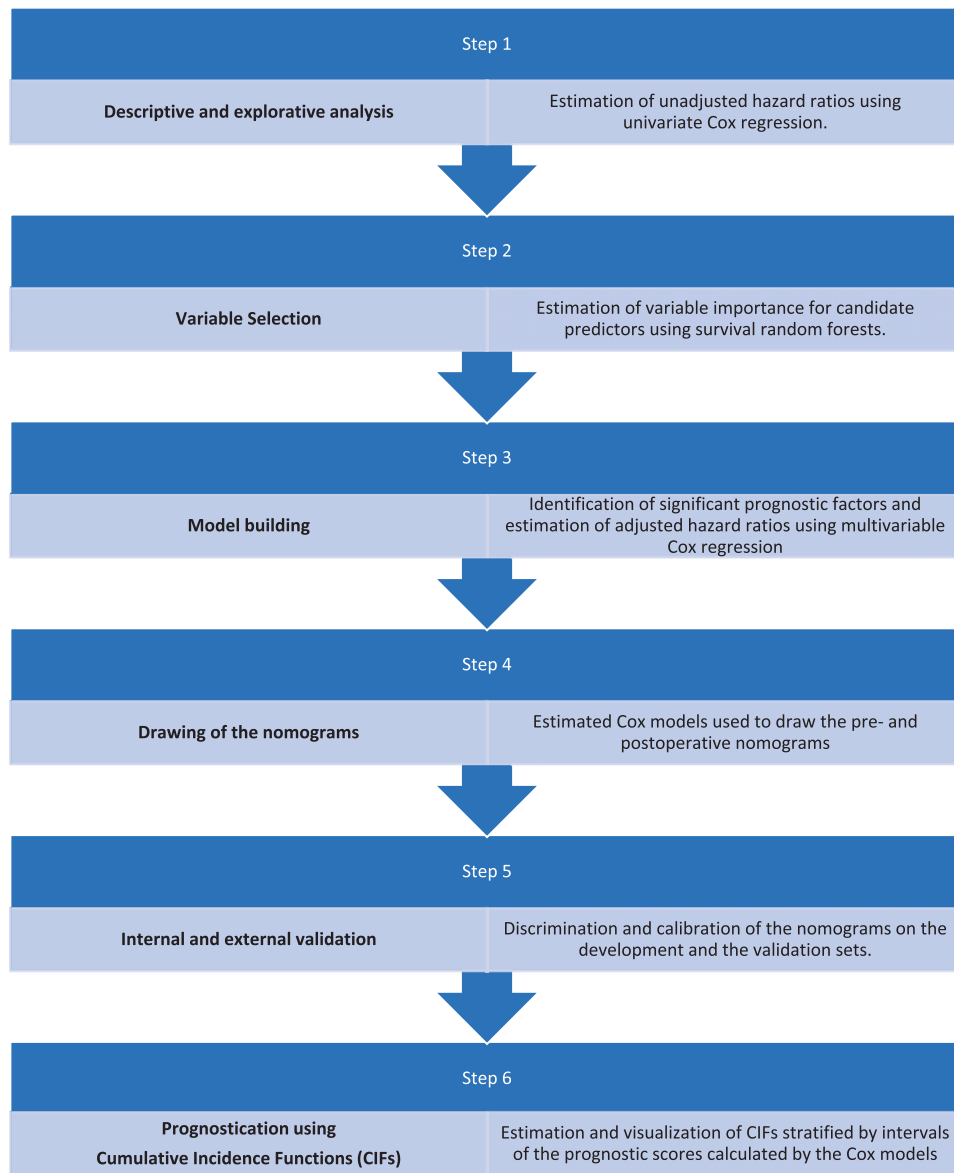 Step 1
Descriptive and explorative analysis
Estimation of unadjusted hazard ratios using
univariate Cox regression.
Step 2
Variable Selection
Estimation of variable importance for candidate
predictors using survival random forests.
Step 3
Model building
Identification of significant prognostic factors and
estimation of adjusted hazard ratios using multivariable
Cox regression
Step 4
Drawing of the nomograms
Estimated Cox models used to draw the pre- and
postoperative nomograms
Step 5
Internal and external validation
Discrimination and calibration of the nomograms on the
development and the validation sets.
Step 6
Prognostication using
Cumulative Incidence Functions (CIFs)
Estimation and visualization of CIFs stratified by intervals
of the prognostic scores calculated by the Cox models